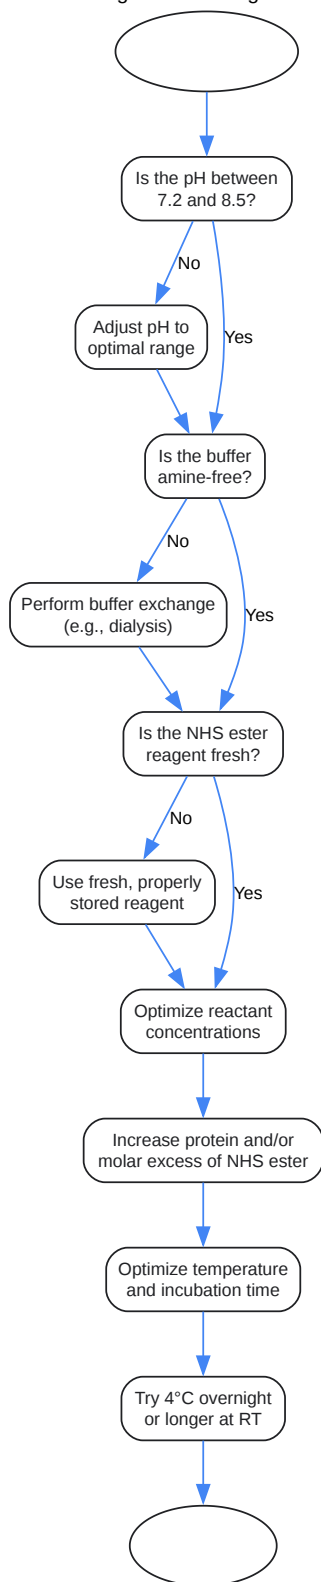 Is the pH between
7.2 and 8.5?
No
Yes
Adjust pH to
optimal range
Is the buffer
amine-free?
No
Yes
Perform buffer exchange
(e.g., dialysis)
Is the NHS ester
reagent fresh?
No
Yes
Use fresh, properly
stored reagent
Optimize reactant
concentrations
Increase protein and/or
molar excess of NHS ester
Optimize temperature
and incubation time
Try 4°C overnight
or longer at RT